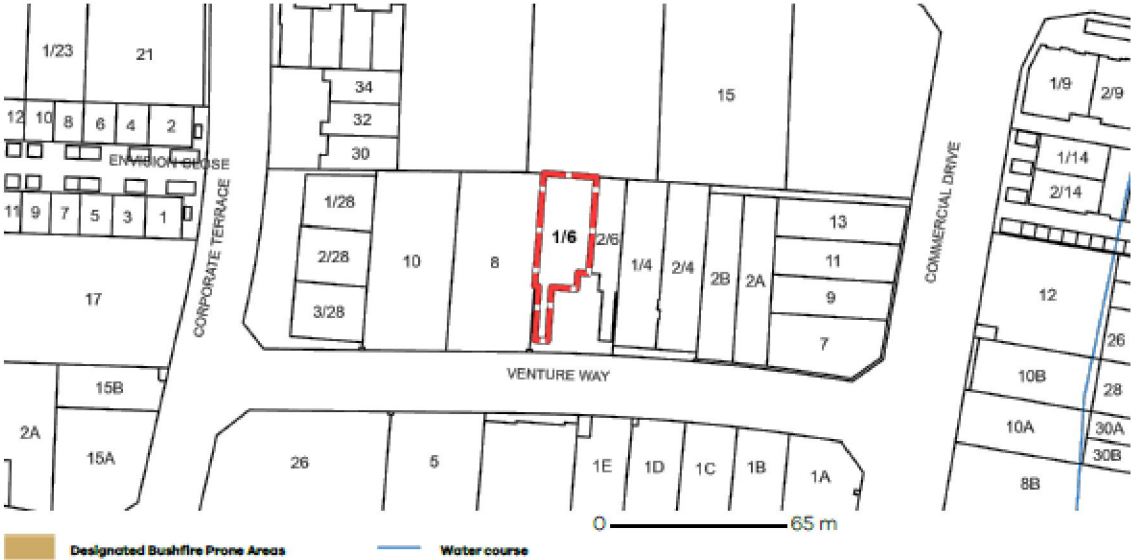 1/23
21
34
32
30
15
1/9
2/9
12
10
8
6
4
2
ENVISION CLOSE
1/14
2/14
11
9
7
5
3
1
CORPORATE TERRACE
COMMERCIAL DRIVE
1/28
2/28
3/28
10
8
1/6
2/6
1/4
2/4
2B
2A
13
11
9
7
17
12
26
VENTURE WAY
15B
10B
28
2A
15A
10A
30A
30B
26
5
1E
1D
1C
1B
1A
8B
0
65 m
Designated Bushfire Prone Areas
Water course